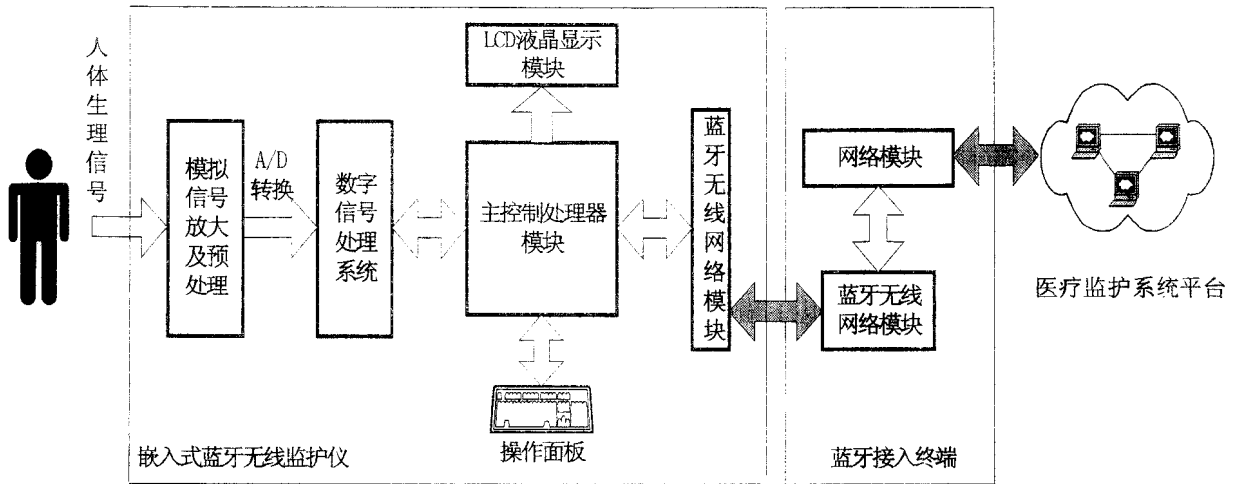 人体生理信号
LCD液晶显示
模块
模拟
信号
放大
及预
处理
A/D
转换
数字
信号
处理
系统
主控制处理器
模块
蓝牙无线网络模块
操作面板
嵌入式蓝牙无线监护仪
网络模块
蓝牙无线
网络模块
蓝牙接入终端
医疗监护系统平台